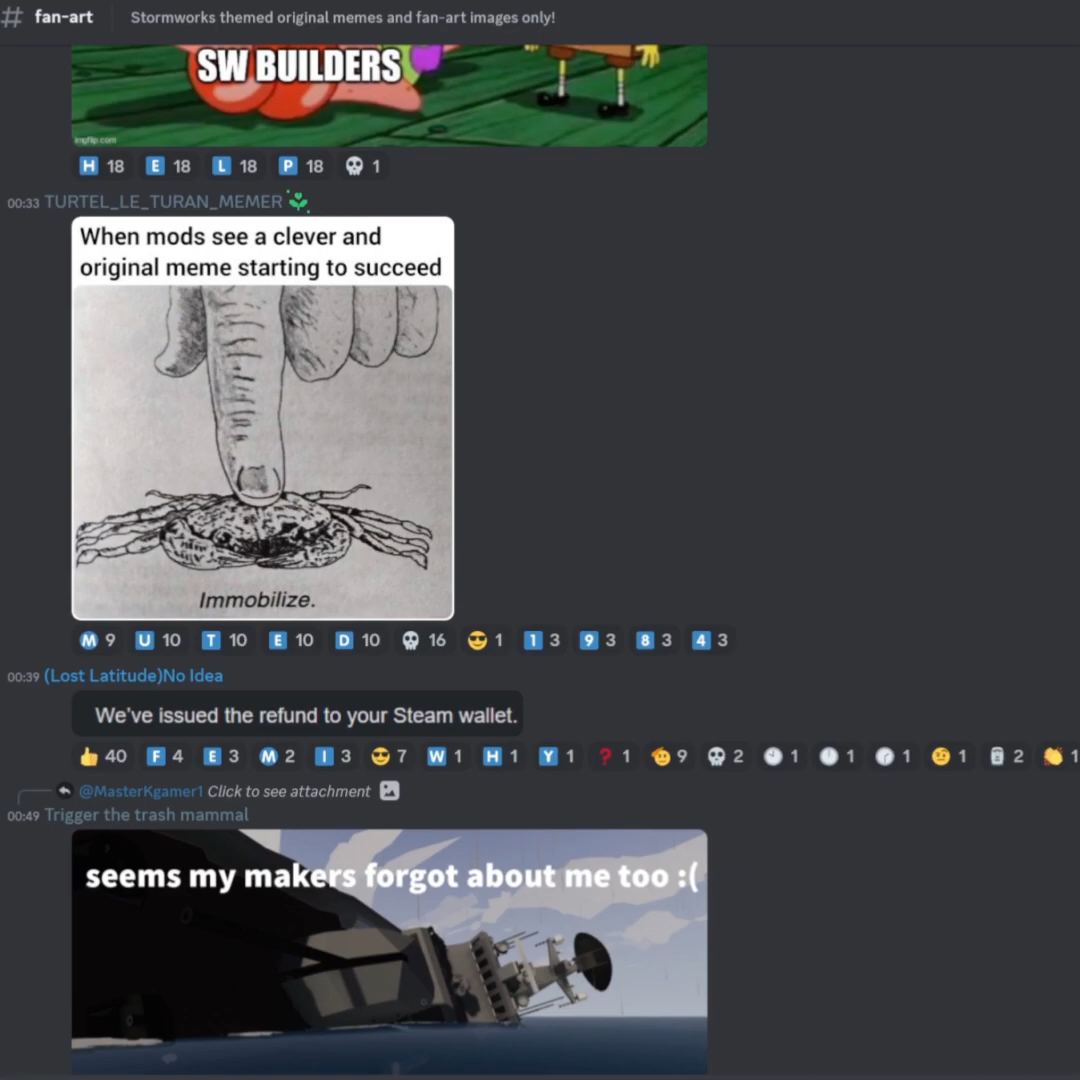 # fan-art
Stormworks themed original memes and fan-art images only!
SW BUILDERS
imgflip.com
H 18 E 18 L 18 P 18 1
00:33 TURTEL_LE_TURAN_MEMER
When mods see a clever and
original meme starting to succeed
Immobilize.
M 9 U 10 T 10 E 10 D 10 16 1 1 3 9 3 8 3 4 3
00:39 (Lost Latitude)No Idea
We've issued the refund to your Steam wallet.
40 F 4 E 3 M 2 I 3 7 W 1 H 1 Y 1 ? 1 9 2 1 1 1 1 2 1
@MasterKgamer1 Click to see attachment
00:49 Trigger the trash mammal
seems my makers forgot about me too :(